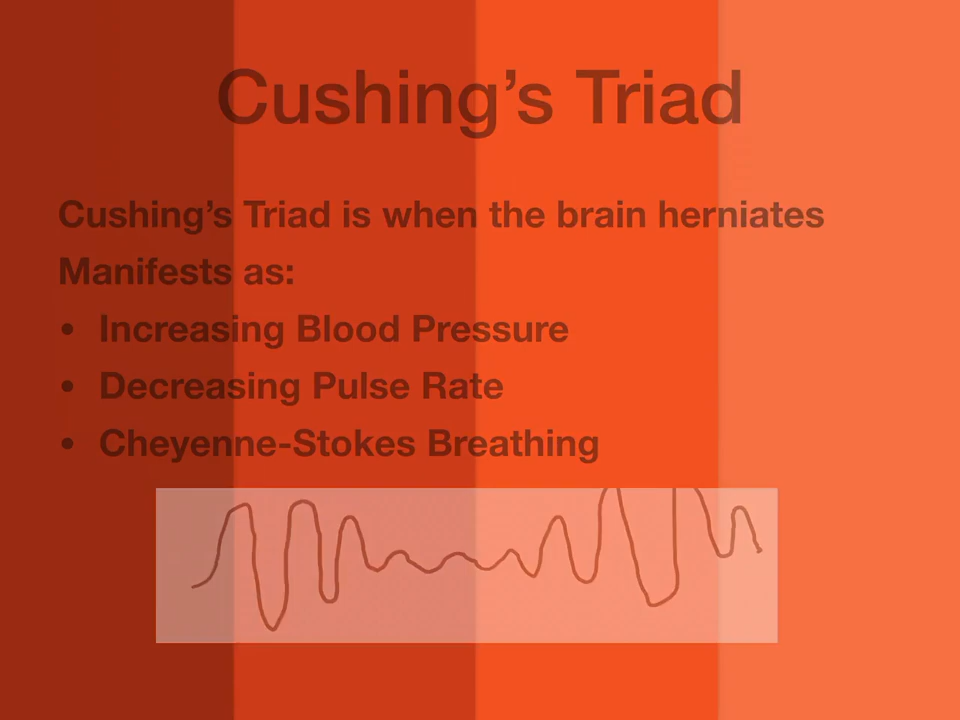 Cushing’s Triad
Cushing’s Triad is when the brain herniates
Manifests as:
• Increasing Blood Pressure
• Decreasing Pulse Rate
• Cheyenne-Stokes Breathing